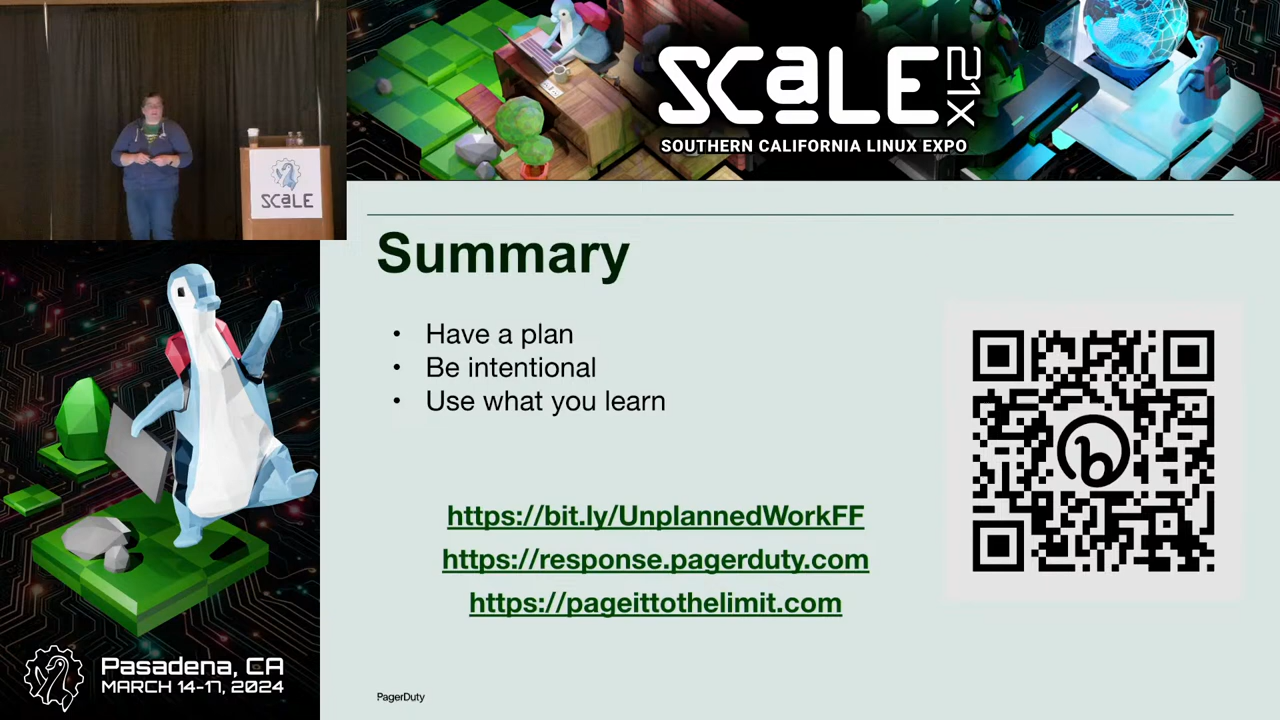 SCaLE 21x
SOUTHERN CALIFORNIA LINUX EXPO
SCaLE
Summary
• Have a plan
• Be intentional
• Use what you learn
https://bit.ly/UnplannedWorkFF
https://response.pagerduty.com
https://pageittothelimit.com
b
Pasadena, CA
MARCH 14-17, 2024
PagerDuty